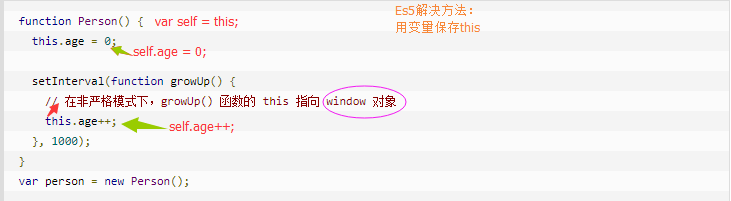 Es5解决方法:
用变量保存this
function Person() { var self = this;
this.age = 0;
self.age = 0;
setInterval(function growUp() {
// 在非严格模式下，growUp() 函数的 this 指向 window 对象
this.age++;
self.age++;
}, 1000);
}
var person = new Person();